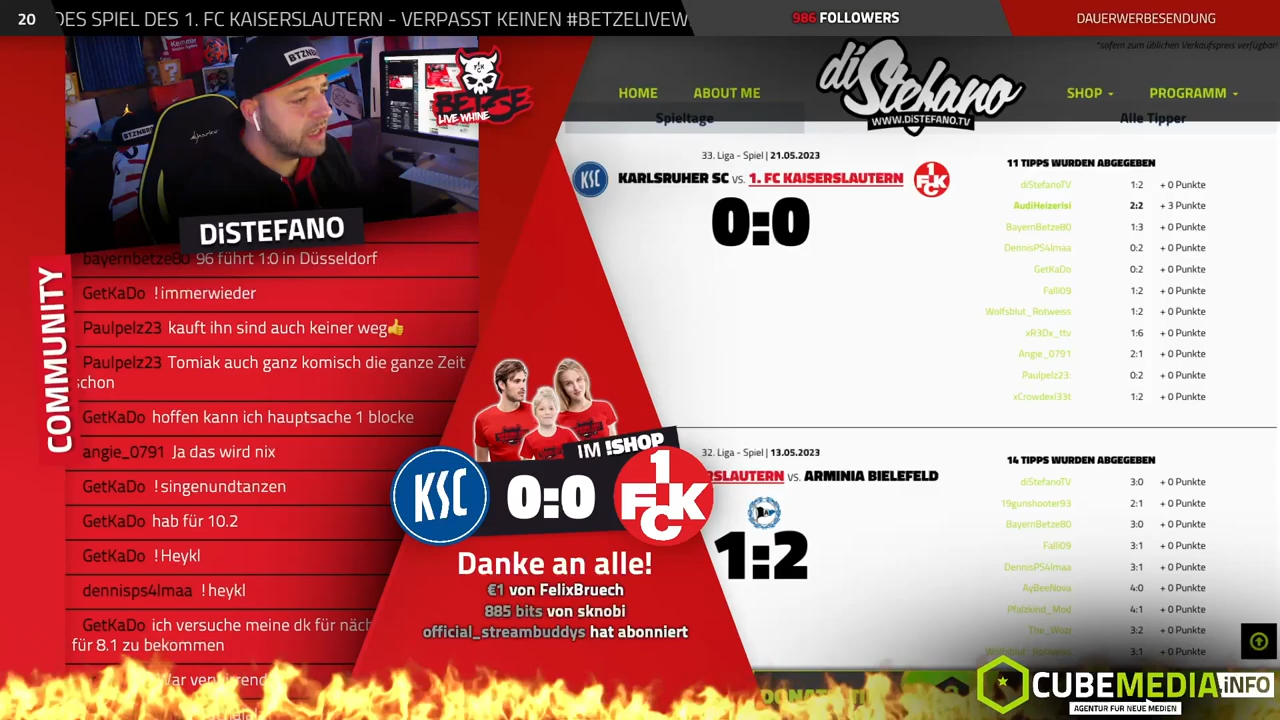 20
DES SPIEL DES 1. FC KAISERSLAUTERN - VERPASST KEINEN #BETZELIVEW
986 FOLLOWERS
DAUERWERBESENDUNG
*sofern zum üblichen Verkaufspreis verfügbar
BTZNB
BETZE
LIVE WHINE
HOME
ABOUT ME
diStefano
WWW.DiSTEFANO.TV
SHOP
PROGRAMM
Spieltage
Alle Tipper
DiSTEFANO
COMMUNITY
bayernbetze80 96 führt 1:0 in Düsseldorf
GetKaDo !immerwieder
Paulpelz23 kauft ihn sind auch keiner weg👍
Paulpelz23 Tomiak auch ganz komisch die ganze Zeit
schon
GetKaDo hoffen kann ich hauptsache 1 blocke
angie_0791 Ja das wird nix
GetKaDo !singenundtanzen
GetKaDo hab für 10.2
GetKaDo !Heykl
dennisps4lmaa !heykl
GetKaDo ich versuche meine dk für näch
für 8.1 zu bekommen
IM !SHOP
KSC 0:0 1. FCK
Danke an alle!
€1 von FelixBruech
885 bits von sknobi
official_streambuddys hat abonniert
33. Liga - Spiel | 21.05.2023
KSC KARLSRUHER SC vs. 1. FC KAISERSLAUTERN 1. FCK
0:0
11 TIPPS WURDEN ABGEGEBEN
diStefanoTV 1:2 + 0 Punkte
AudiHeizerisi 2:2 + 3 Punkte
BayernBetze80 1:3 + 0 Punkte
DennisPS4lmaa 0:2 + 0 Punkte
GetKaDo 0:2 + 0 Punkte
Falli09 1:2 + 0 Punkte
Wolfsblut_Rotweiss 1:2 + 0 Punkte
xR3Dx_ttv 1:6 + 0 Punkte
Angie_0791 2:1 + 0 Punkte
Paulpelz23: 0:2 + 0 Punkte
xCrowdexl33t 1:2 + 0 Punkte
32. Liga - Spiel | 13.05.2023
RSLAUTERN vs. ARMINIA BIELEFELD
1:2
14 TIPPS WURDEN ABGEGEBEN
diStefanoTV 3:0 + 0 Punkte
19gunshooter93 2:1 + 0 Punkte
BayernBetze80 3:0 + 0 Punkte
Falli09 3:1 + 0 Punkte
DennisPS4lmaa 3:1 + 0 Punkte
AyBeeNova 4:0 + 0 Punkte
Pfalzkind_Mod 4:1 + 0 Punkte
The_Wozr 3:2 + 0 Punkte
Wolfsblut_Rotweiss 3:1 + 0 Punkte
CUBEMEDIA.INFO
AGENTUR FÜR NEUE MEDIEN